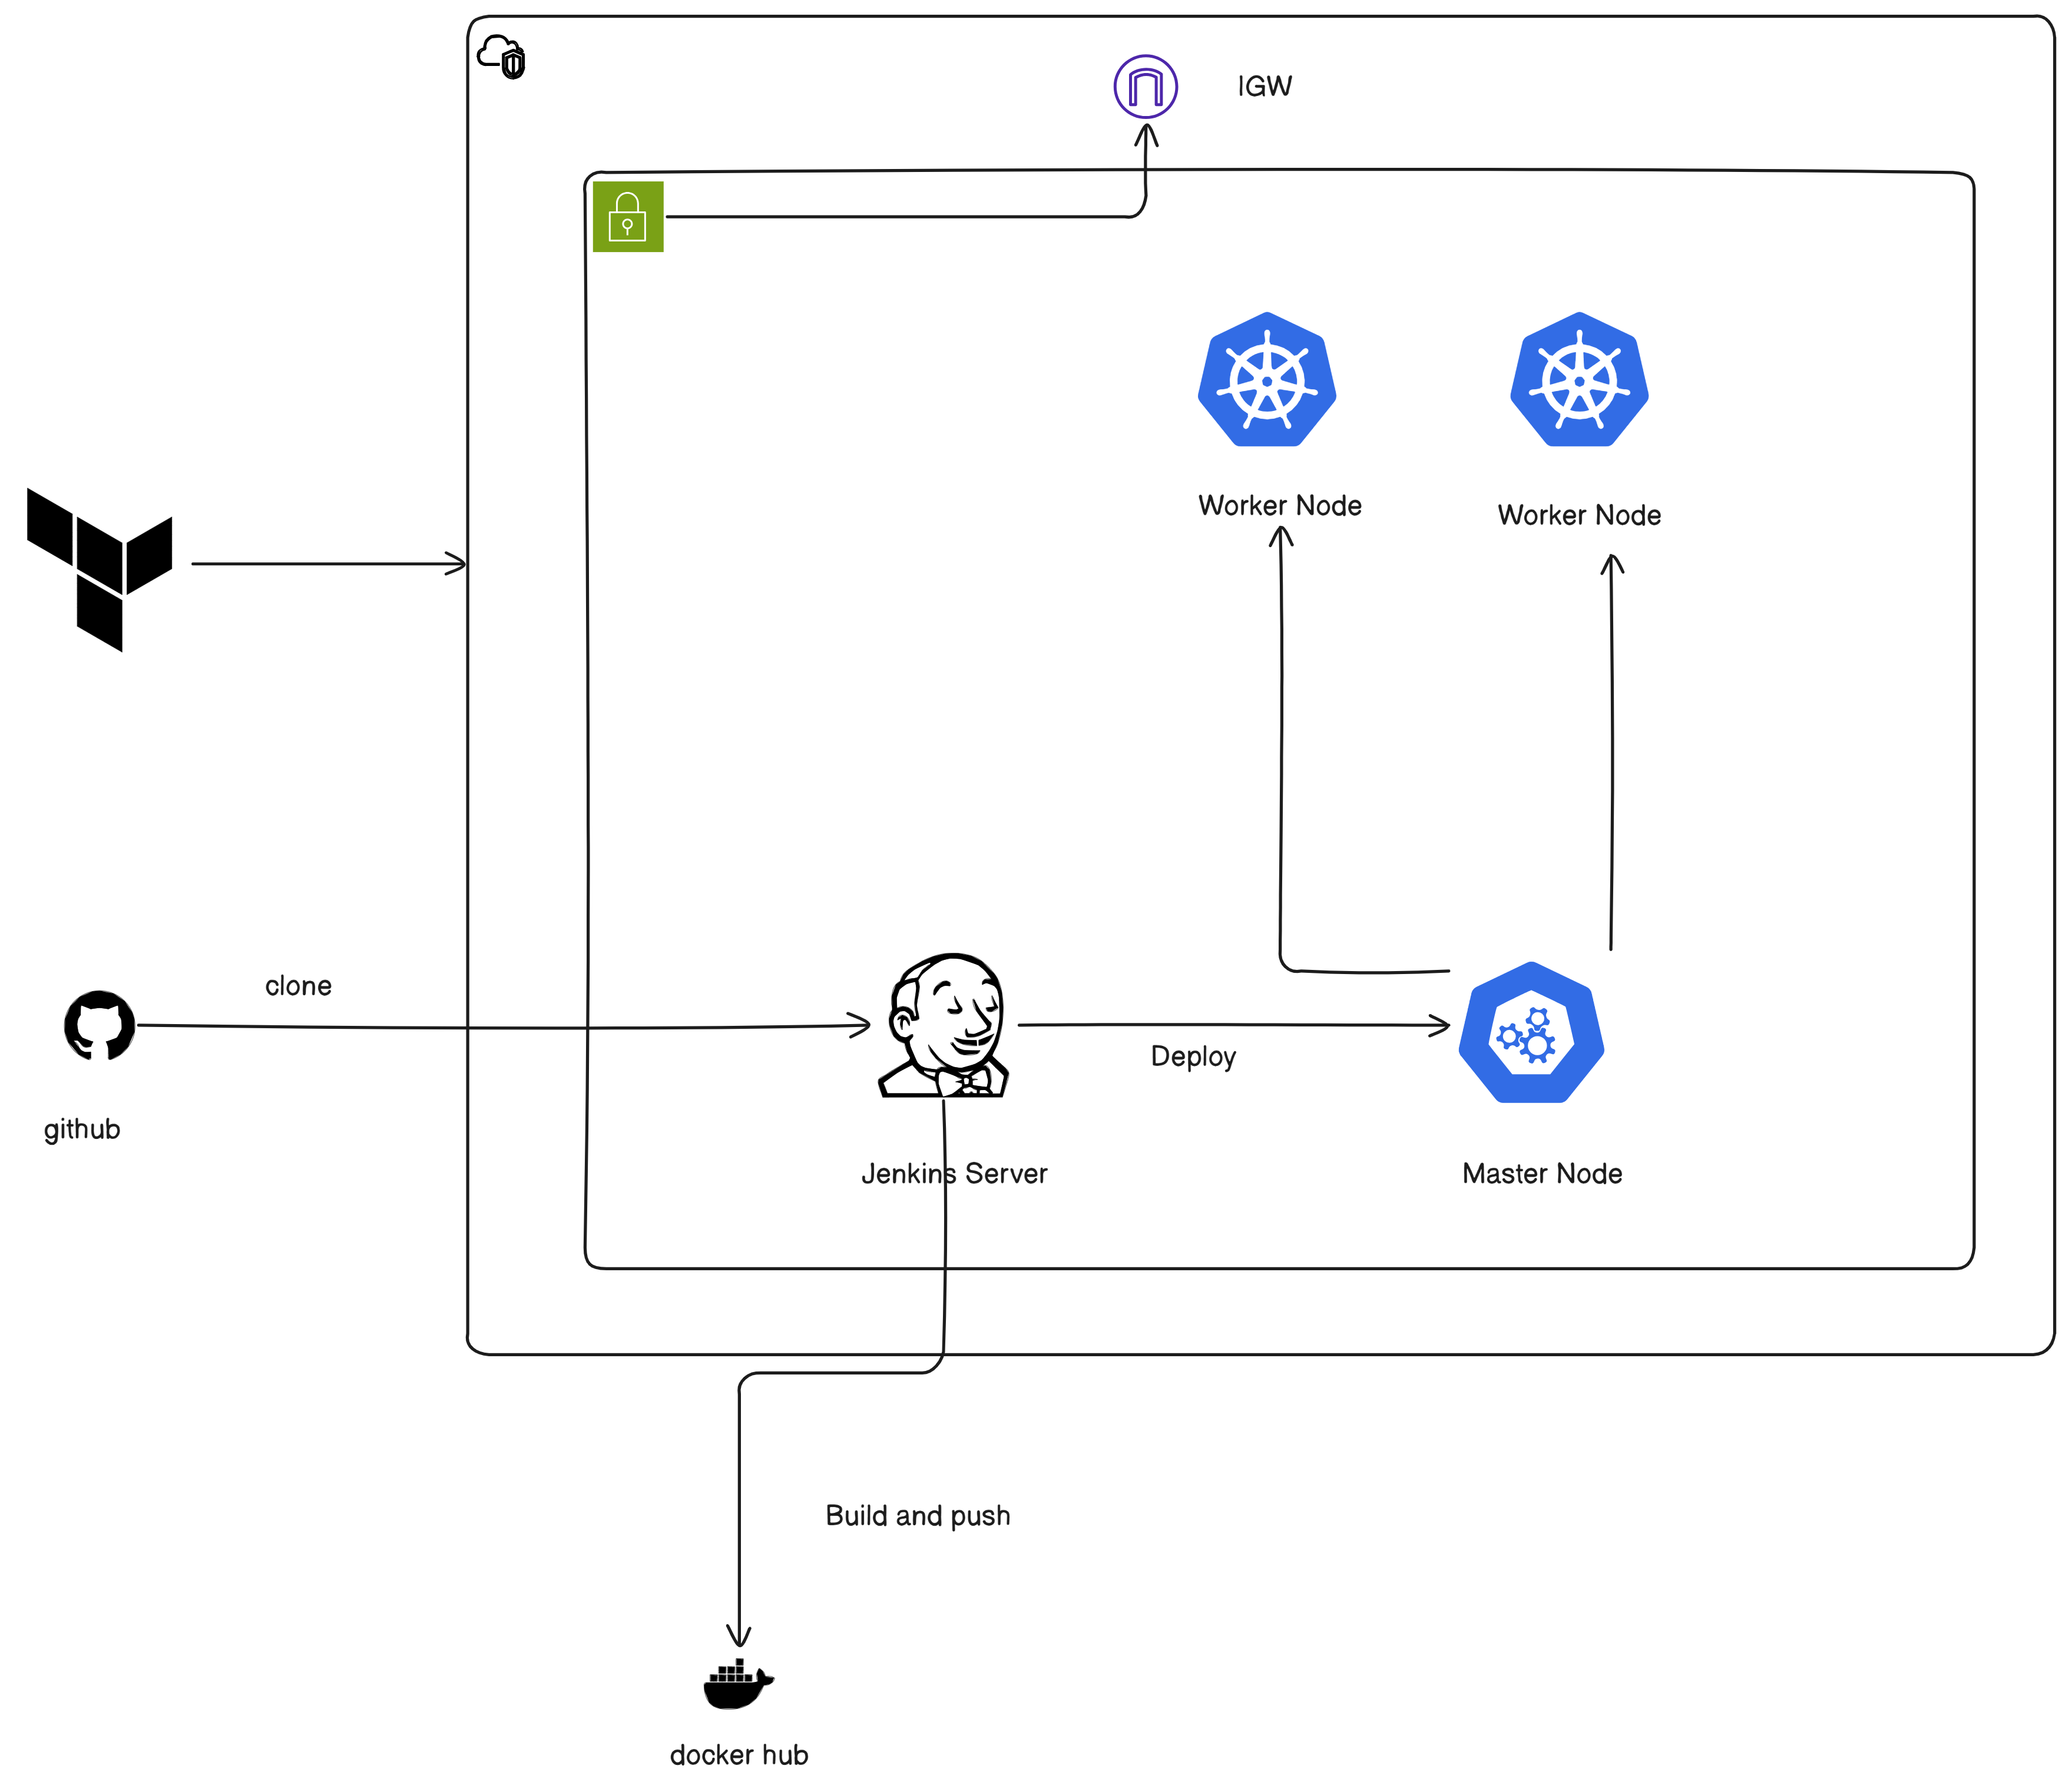 IGW
Worker Node
Worker Node
clone
Deploy
github
Jenkins Server
Master Node
Build and push
docker hub